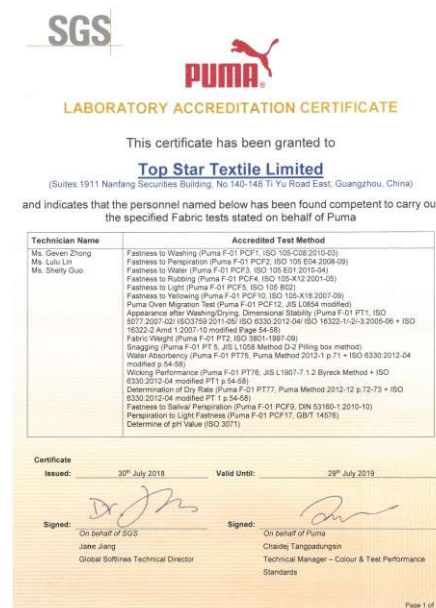 SGS
PUMA
LABORATORY ACCREDITATION CERTIFICATE
This certificate has been granted to
Top Star Textile Limited
(Suites 1911 Nanfang Securities Building, No.140-148 Ti Yu Road East, Guangzhou, China)
and indicates that the personnel named below has been found competent to carry ou
the specified Fabric tests stated on behalf of Puma
Technician Name
Accredited Test Method
Ms. Geven Zhong
Ms. Lulu Lin
Ms. Shelty Guo
Fastness to Washing (Puma F-01 PCF1, ISO 105-C08:2010-03)
Fastness to Perspiration (Puma F-01 PCF2, ISO 105 E04:2008-09)
Fastness to Water (Puma F-01 PCF3, ISO 105 E01:2010-04)
Fastness to Rubbing (Puma F-01 PCF4, ISO 105-X12:2001-05)
Fastness to Light (Puma F-01 PCF5, ISO 105 B02)
Fastness to Yellowing (Puma F-01 PCF10, ISO 105-X18:2007-09)
Puma Oven Migration Test (Puma F-01 PCF12, JIS L0854 modified)
Appearance after Washing/Drying, Dimensional Stability (Puma F-01 PT1, ISO
5077:2007-02/ ISO3759:2011-05/ ISO 6330:2012-04/ ISO 16322-1/-2/-3:2005-06 + ISO
16322-2 Amd 1:2007-10 modified Page 54-58)
Fabric Weight (Puma F-01 PT2, ISO 3801-1997-09)
Snagging (Puma F-01 PT 5, JIS L1058 Method D-2 Pilling box method)
Water Absorbency (Puma F-01 PT75, Puma Method 2012-1 p.71 + ISO 6330:2012-04
modified p.54-58)
Wicking Performance (Puma F-01 PT76, JIS L1907-7.1.2 Byreck Method + ISO
6330:2012-04 modified PT1 p.54-58)
Determination of Dry Rate (Puma F-01 PT77, Puma Method 2012-12 p.72-73 + ISO
6330:2012-04 modified PT 1 p.54-58)
Fastness to Saliva/ Perspiration (Puma F-01 PCF9, DIN 53160-1:2010-10)
Perspiration to Light Fastness (Puma F-01 PCF17, GB/T 14576)
Determine of pH Value (ISO 3071)
Certificate
Issued: 30th July 2018 Valid Until: 29th July 2019
Signed: Signed:
On behalf of SGS On behalf of Puma
Jane Jiang Chaidej Tangpadungsin
Global Softlines Technical Director Technical Manager – Colour & Test Performance
Standards
Page 1 of